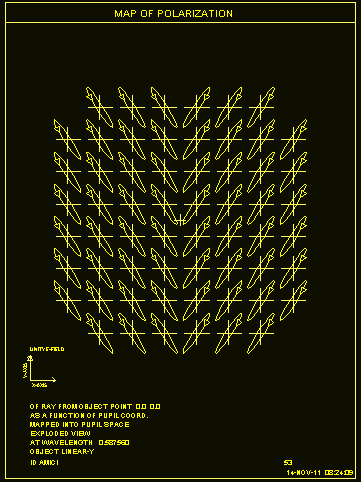 MAP OF POLARIZATION
UNITVE-FIELD
Y-AXIS
X-AXIS
OF RAY FROM OBJECT POINT 0.0 0.0
AS A FUNCTION OF PUPIL COORD.
MAPPED INTO PUPIL SPACE
EXPLODED VIEW
AT WAVELENGTH 0.587560
OBJECT LINEAR-Y
ID AMICI 53
14-NOV-11 08:24:09